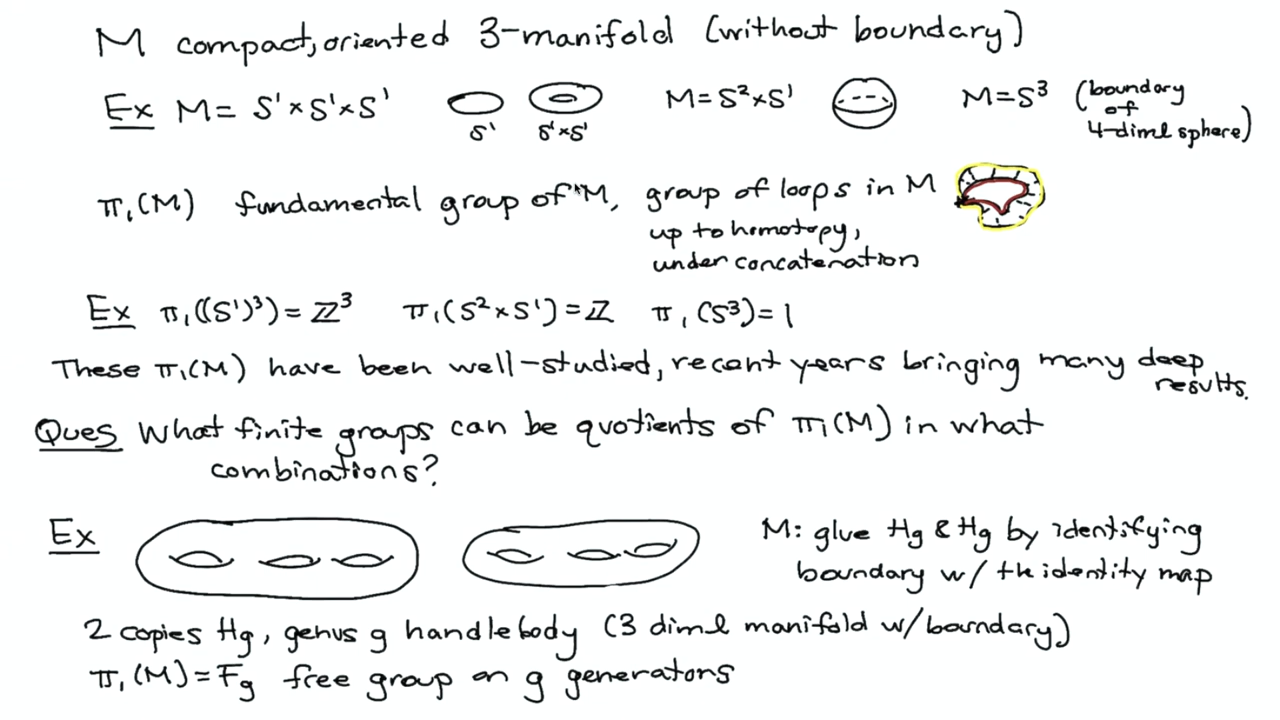 M compact, oriented 3-manifold (without boundary)
Ex M = S¹×S¹×S¹ S¹ S¹×S¹ M = S²×S¹ M = S³ (boundary
of
4-dim'l sphere)
π₁(M) fundamental group of M, group of loops in M
up to homotopy,
under concatenation
Ex π₁((S¹)³) = ℤ³ π₁(S²×S¹) = ℤ π₁(S³) = 1
These π₁(M) have been well-studied, recent years bringing many deep
results.
Ques What finite groups can be quotients of π₁(M) in what
combinations?
Ex M: glue Hg & Hg by identifying
boundary w/ the identity map
2 copies Hg, genus g handlebody (3 dim'l manifold w/ boundary)
π₁(M) = Fg free group on g generators